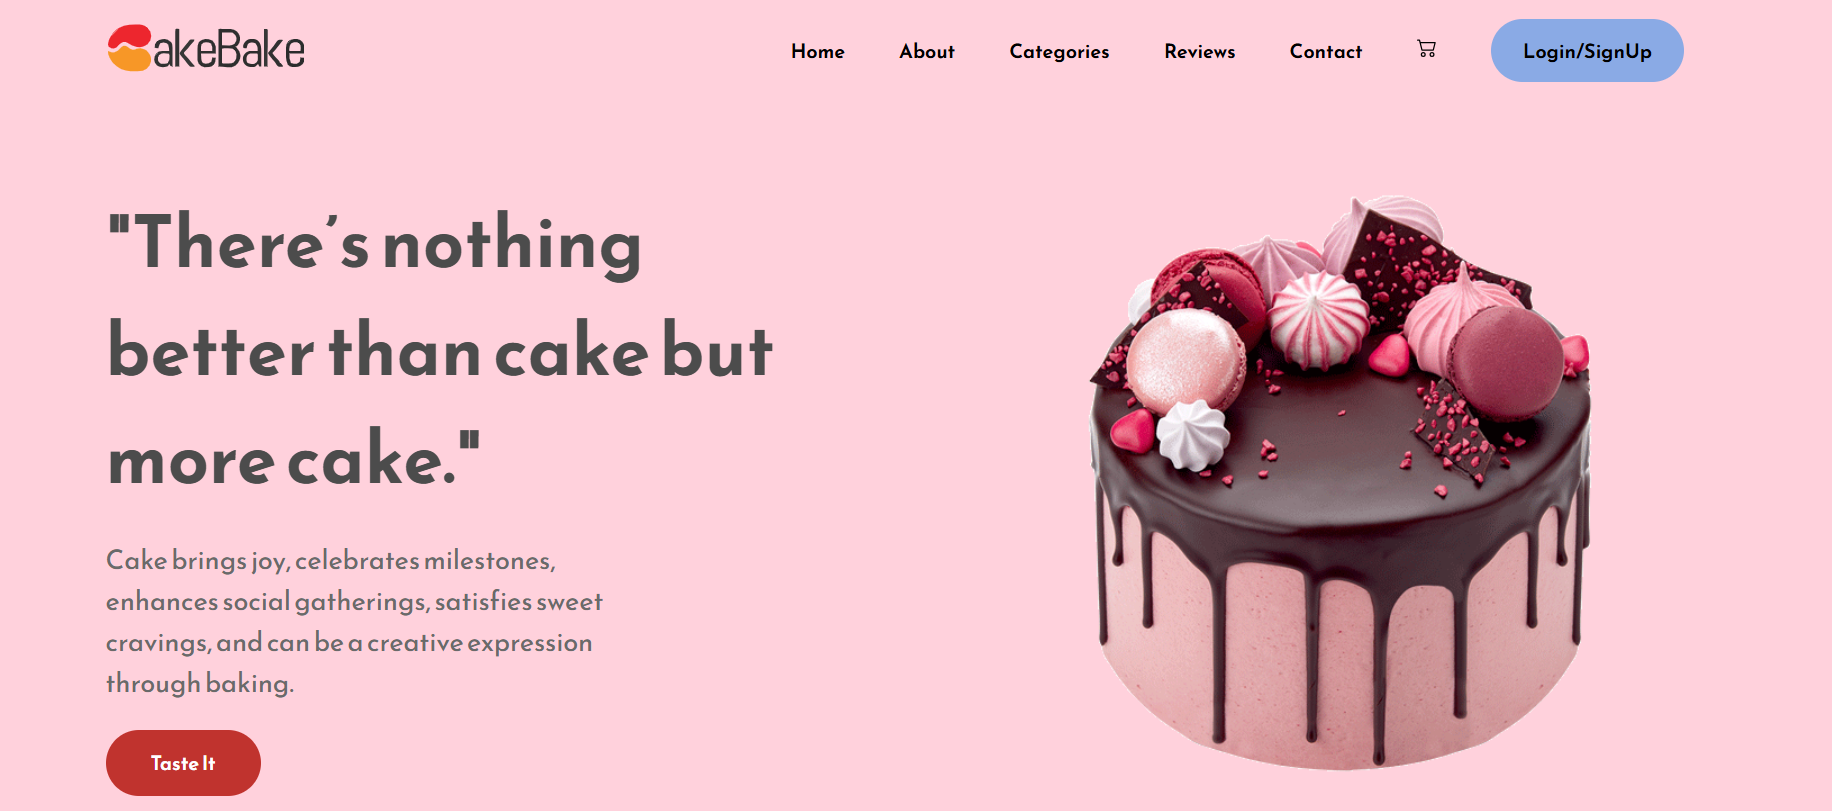 CakeBake
Home About Categories Reviews Contact Login/SignUp
"There’s nothing
better than cake but
more cake."
Cake brings joy, celebrates milestones,
enhances social gatherings, satisfies sweet
cravings, and can be a creative expression
through baking.
Taste It